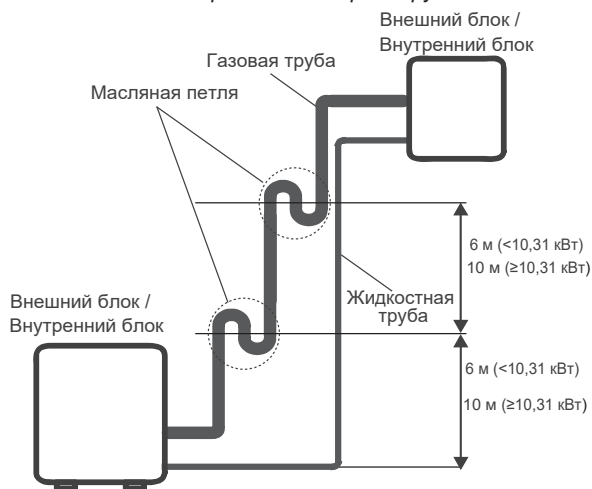 Внешний блок /
Внутренний блок
Газовая труба
Масляная петля
6 м (<10,31 кВт)
10 м (≥10,31 кВт)
Жидкостная
труба
Внешний блок /
Внутренний блок
6 м (<10,31 кВт)
10 м (≥10,31 кВт)